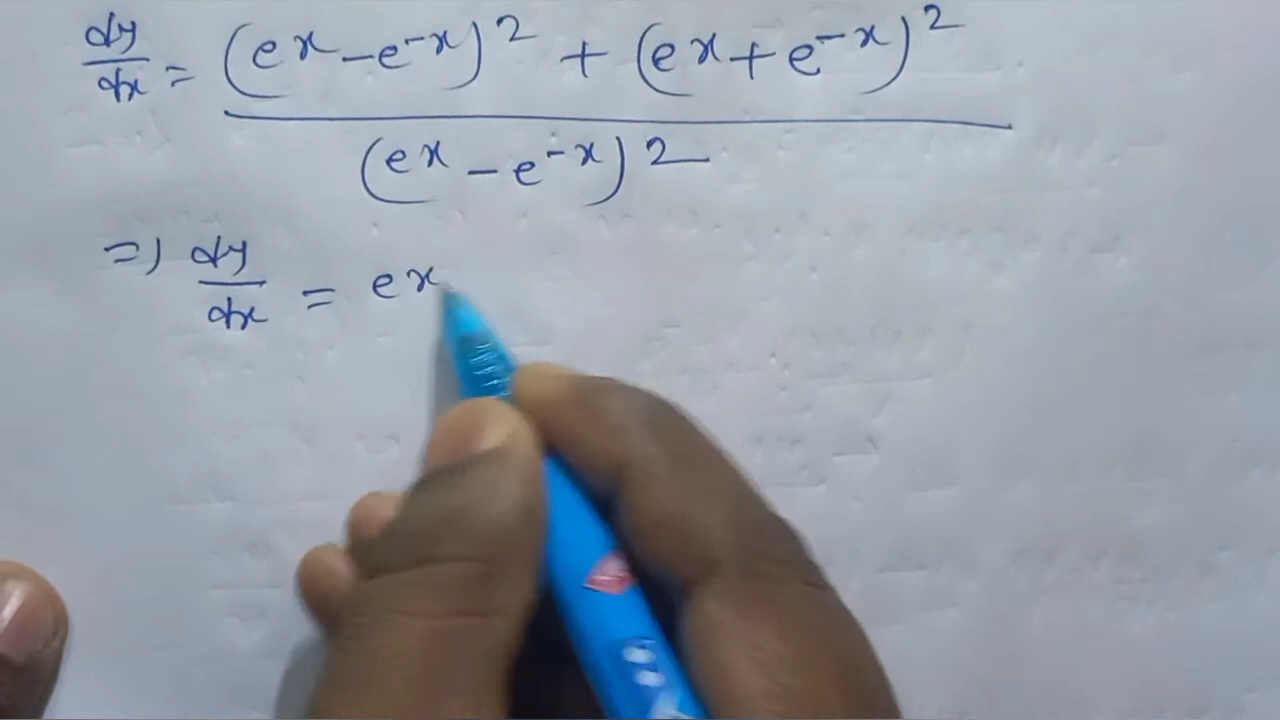 dy/dx = (e^x - e^-x)^2 + (e^x + e^-x)^2
(e^x - e^-x)^2
=) dy/dx = e^x